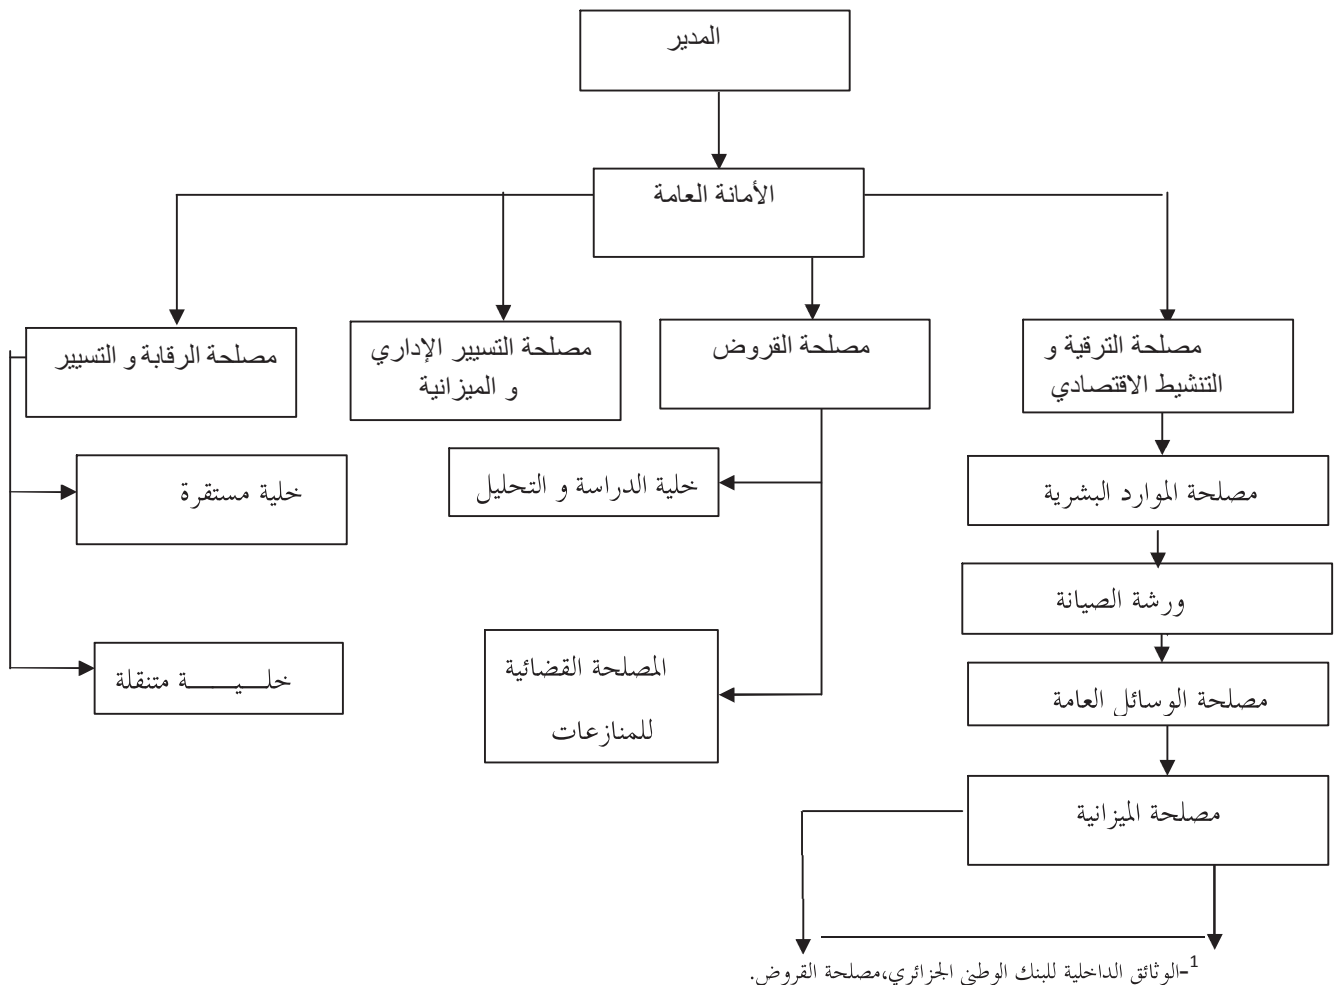 المدير
الأمانة العامة
مصلحة الترقية و
التنشيط الاقتصادي
مصلحة القروض
مصلحة التسيير الإداري
و الميزانية
مصلحة الرقابة و التسيير
مصلحة الموارد البشرية
خلية الدراسة و التحليل
خلية مستقرة
ورشة الصيانة
المصلحة القضائية
للمنازعات
خلـــيـــــــة متنقلة
مصلحة الوسائل العامة
مصلحة الميزانية
1-الوثائق الداخلية للبنك الوطني الجزائري،مصلحة القروض.